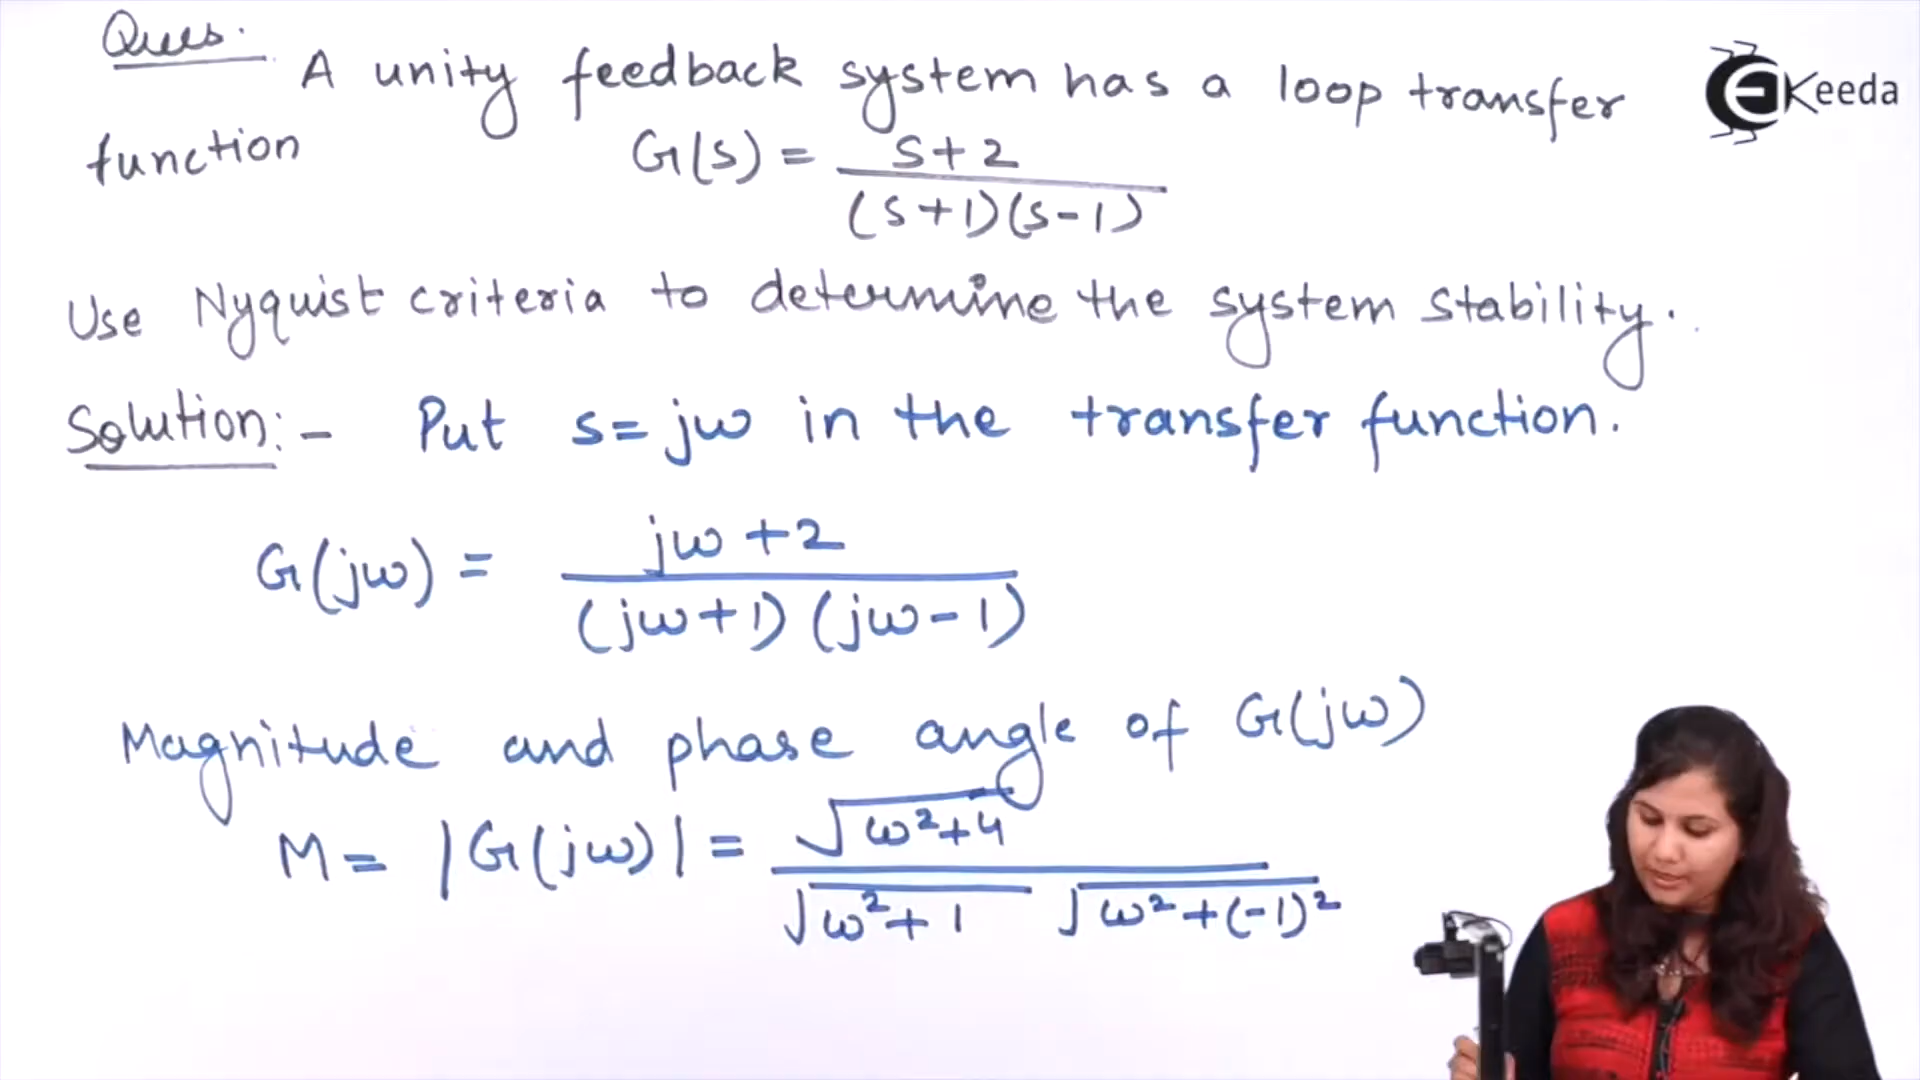 Ques.
A unity feedback system has a loop transfer
function G(s) = s+2 / (s+1)(s-1)
Use Nyquist criteria to determine the system stability.
Solution:- Put s=jω in the transfer function.
G(jω) = jω+2 / (jω+1)(jω-1)
Magnitude and phase angle of G(jω)
M = |G(jω)| = √ω²+4 / √ω²+1 √ω²+(-1)²
EKeeda